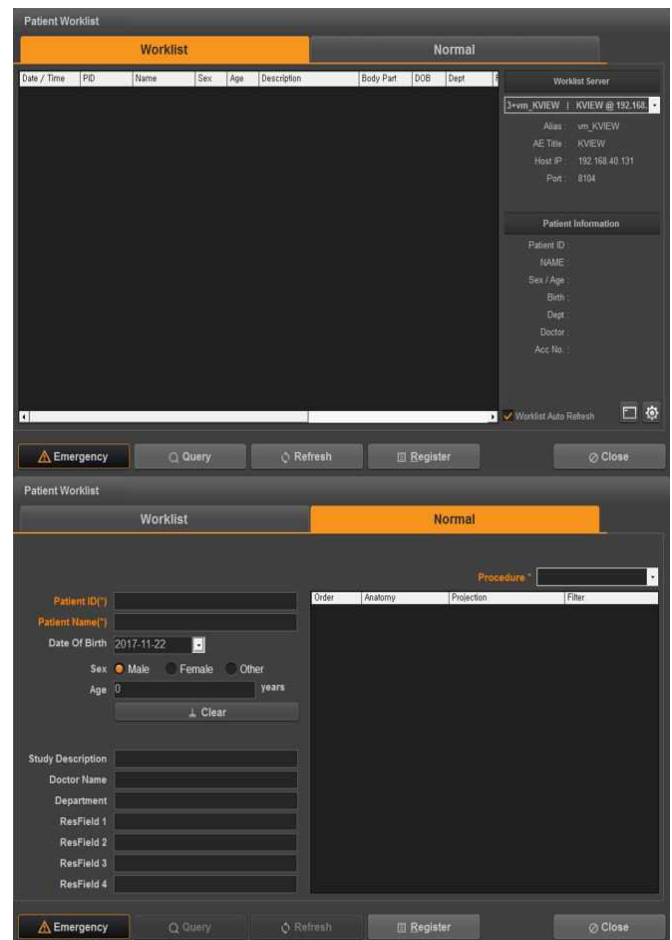 Patient Worklist
Worklist Normal
Date / Time PID Name Sex Age Description Body Part DOB Dept
Worklist Server
3+vm_KVIEW | KVIEW @ 192.168.
Alias : vm_KVIEW
AE Title : KVIEW
Host IP : 192.168.40.131
Port : 8104
Patient Information
Patient ID :
NAME :
Sex / Age :
Birth :
Dept :
Doctor :
Acc No. :
Worklist Auto Refresh
Emergency Query Refresh Register Close
Patient Worklist
Worklist Normal
Procedure *
Order Anatomy Projection Filter
Patient ID(*)
Patient Name(*)
Date Of Birth 2017-11-22
Sex Male Female Other
Age 0 years
Clear
Study Description
Doctor Name
Department
ResField 1
ResField 2
ResField 3
ResField 4
Emergency Query Refresh Register Close